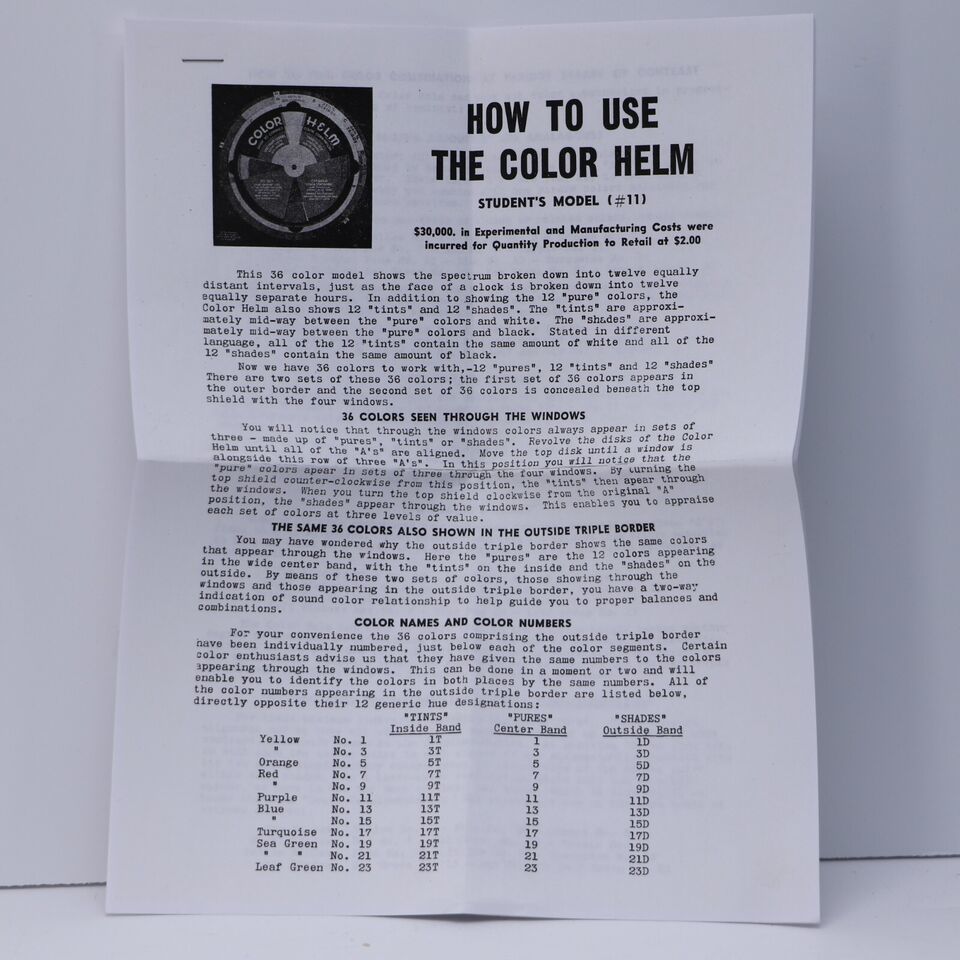 COLOR HELM
HOW TO USE
THE COLOR HELM
STUDENT'S MODEL (#11)
$30,000. in Experimental and Manufacturing Costs were
incurred for Quantity Production to Retail at $2.00
This 36 color model shows the spectrum broken down into twelve equally
distant intervals, just as the face of a clock is broken down into twelve
equally separate hours. In addition to showing the 12 "pure" colors, the
Color Helm also shows 12 "tints" and 12 "shades". The "tints" are approxi-
mately mid-way between the "pure" colors and white. The "shades" are approxi-
mately mid-way between the "pure" colors and black. Stated in different
language, all of the 12 "tints" contain the same amount of white and all of the
12 "shades" contain the same amount of black.
Now we have 36 colors to work with,-12 "pures", 12 "tints" and 12 "shades"
There are two sets of these 36 colors; the first set of 36 colors appears in
the outer border and the second set of 36 colors is concealed beneath the top
shield with the four windows.
36 COLORS SEEN THROUGH THE WINDOWS
You will notice that through the windows colors always appear in sets of
three - made up of "pures", "tints" or "shades". Revolve the disks of the Color
Helm until all of the "A's" are aligned. Move the top disk until a window is
alongside this row of three "A's". In this position you will notice that the
"pure" colors apear in sets of three through the four windows. By turning the
top shield counter-clockwise from this position, the "tints" then apear through
the windows. When you turn the top shield clockwise from the original "A"
position, the "shades" appear through the windows. This enables you to appraise
each set of colors at three levels of value.
THE SAME 36 COLORS ALSO SHOWN IN THE OUTSIDE TRIPLE BORDER
You may have wondered why the outside triple border shows the same colors
that appear through the windows. Here the "pures" are the 12 colors appearing
in the wide center band, with the "tints" on the inside and the "shades" on the
outside. By means of these two sets of colors, those showing through the
windows and those appearing in the outside triple border, you have a two-way
indication of sound color relationship to help guide you to proper balances and
combinations.
COLOR NAMES AND COLOR NUMBERS
For your convenience the 36 colors comprising the outside triple border
have been individually numbered, just below each of the color segments. Certain
color enthusiasts advise us that they have given the same numbers to the colors
appearing through the windows. This can be done in a moment or two and will
enable you to identify the colors in both places by the same numbers. All of
the color numbers appearing in the outside triple border are listed below,
directly opposite their 12 generic hue designations:
"TINTS" "PURES" "SHADES"
Inside Band Center Band Outside Band
Yellow No. 1 1T 1 1D
" No. 3 3T 3 3D
Orange No. 5 5T 5 5D
Red No. 7 7T 7 7D
" No. 9 9T 9 9D
Purple No. 11 11T 11 11D
Blue No. 13 13T 13 13D
" No. 15 15T 15 15D
Turquoise No. 17 17T 17 17D
Sea Green No. 19 19T 19 19D
" " No. 21 21T 21 21D
Leaf Green No. 23 23T 23 23D